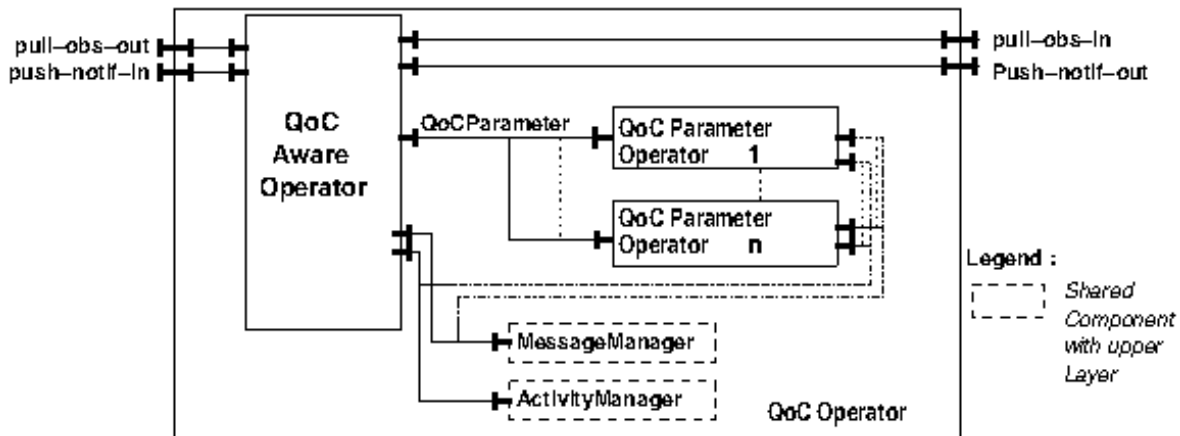 pull-obs-out
push-notif-in
pull-obs-in
Push-notif-out
QoC
Aware
Operator
QoCParameter
QoC Parameter
Operator 1
QoC Parameter
Operator n
MessageManager
ActivityManager
QoC Operator
Legend :
Shared
Component
with upper
Layer